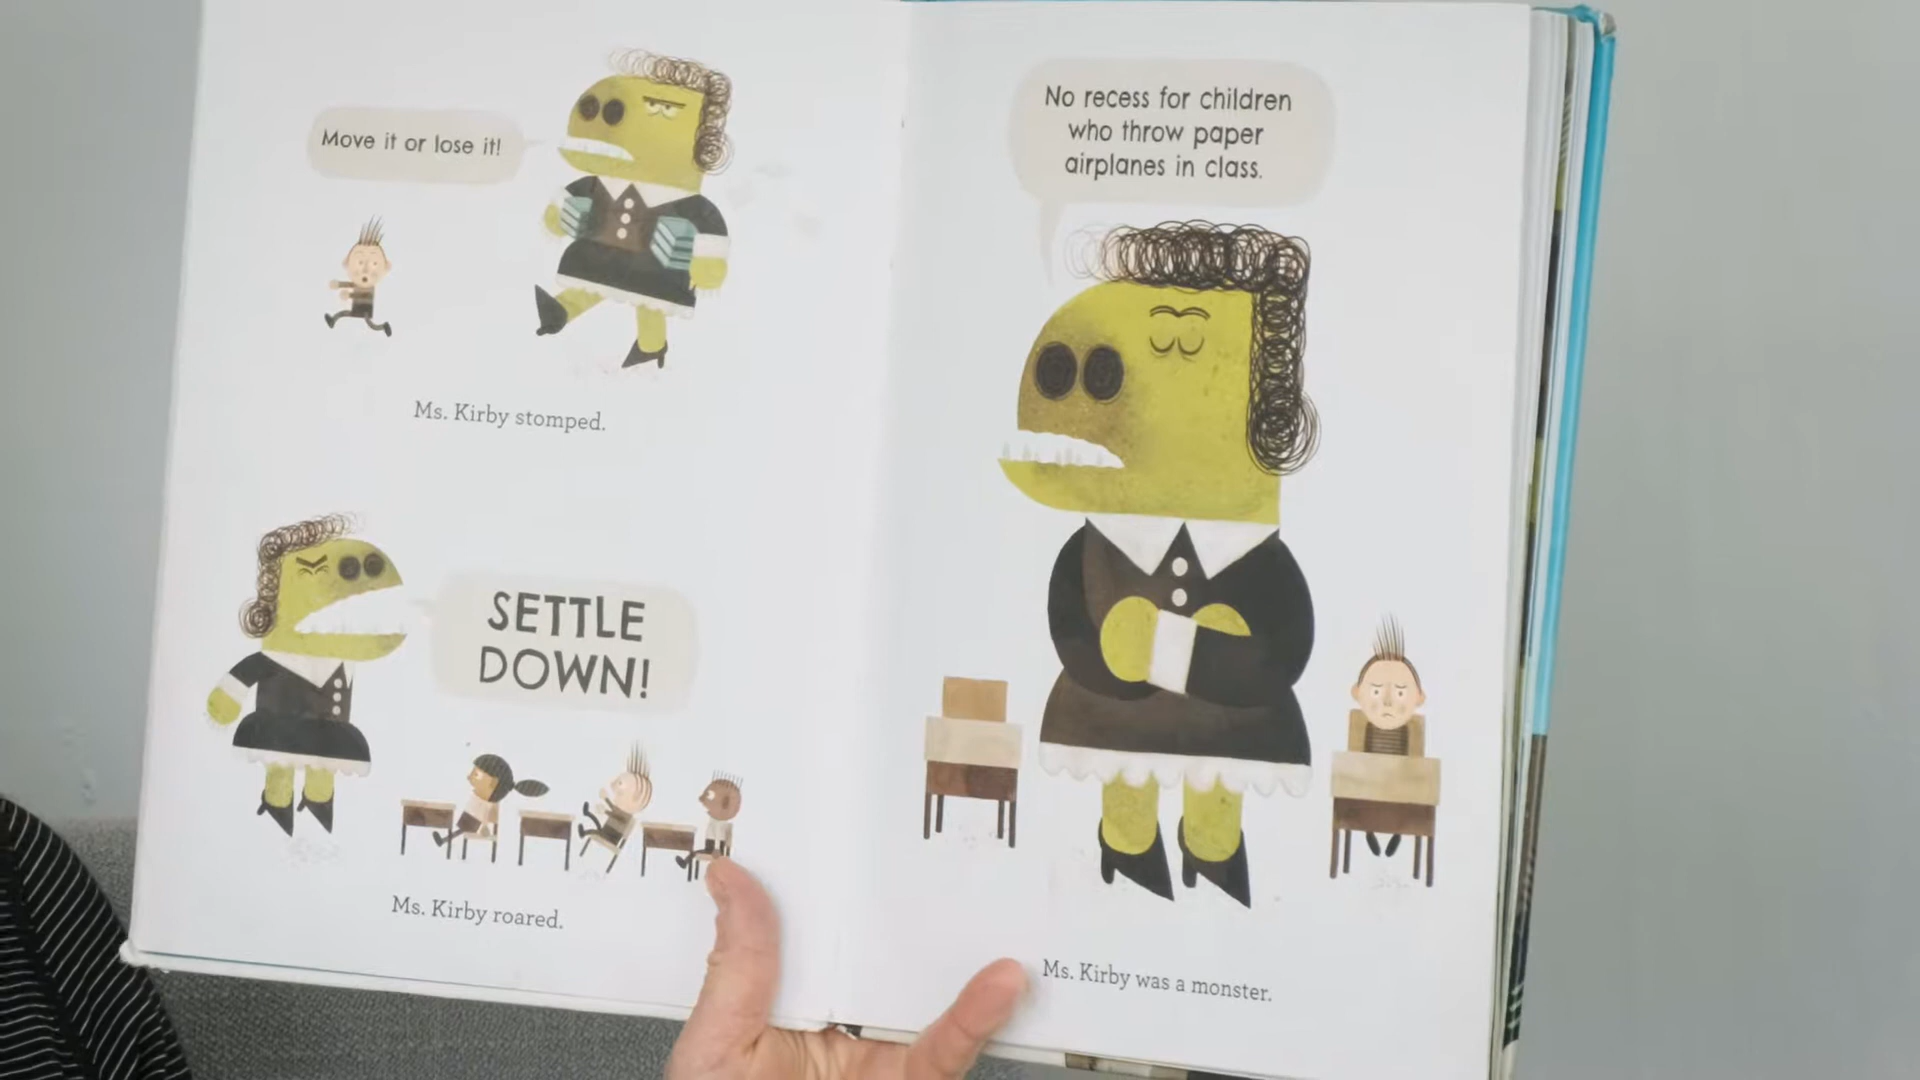 Move it or lose it!
Ms. Kirby stomped.
SETTLE
DOWN!
Ms. Kirby roared.
No recess for children
who throw paper
airplanes in class.
Ms. Kirby was a monster.